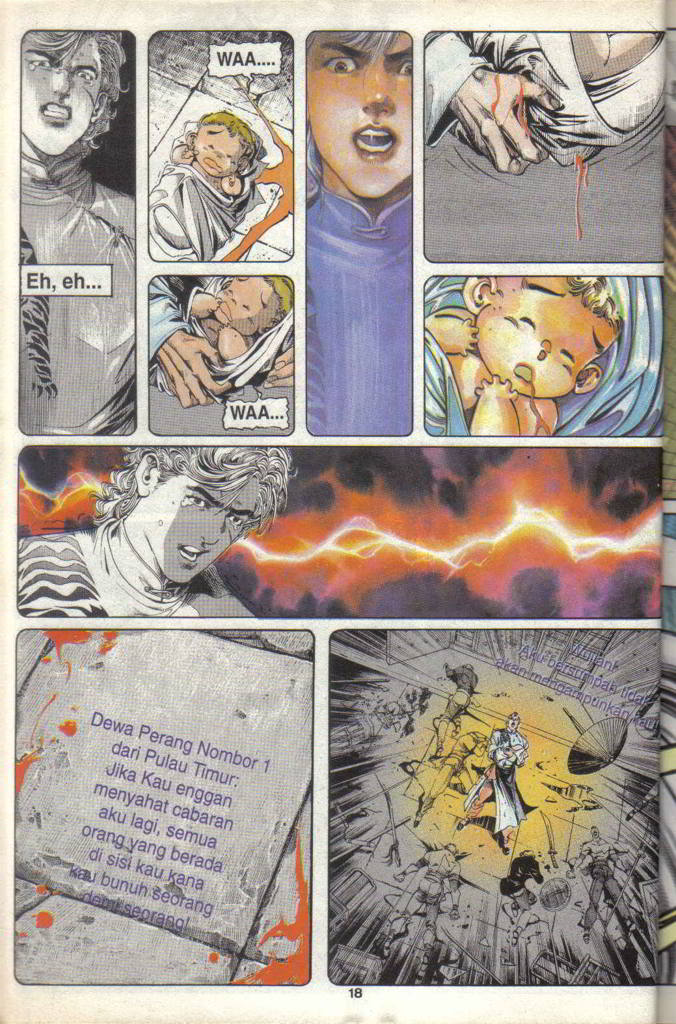 WAA....
Eh, eh...
WAA...
Dewa Perang Nombor 1
dari Pulau Timur:
Jika Kau enggan
menyahat cabaran
aku lagi, semua
orang yang berada
di sisi kau kana
kau bunuh seorang
demi seorang!
Aku bersumpah tidak
akan mengampunkan kau!
18